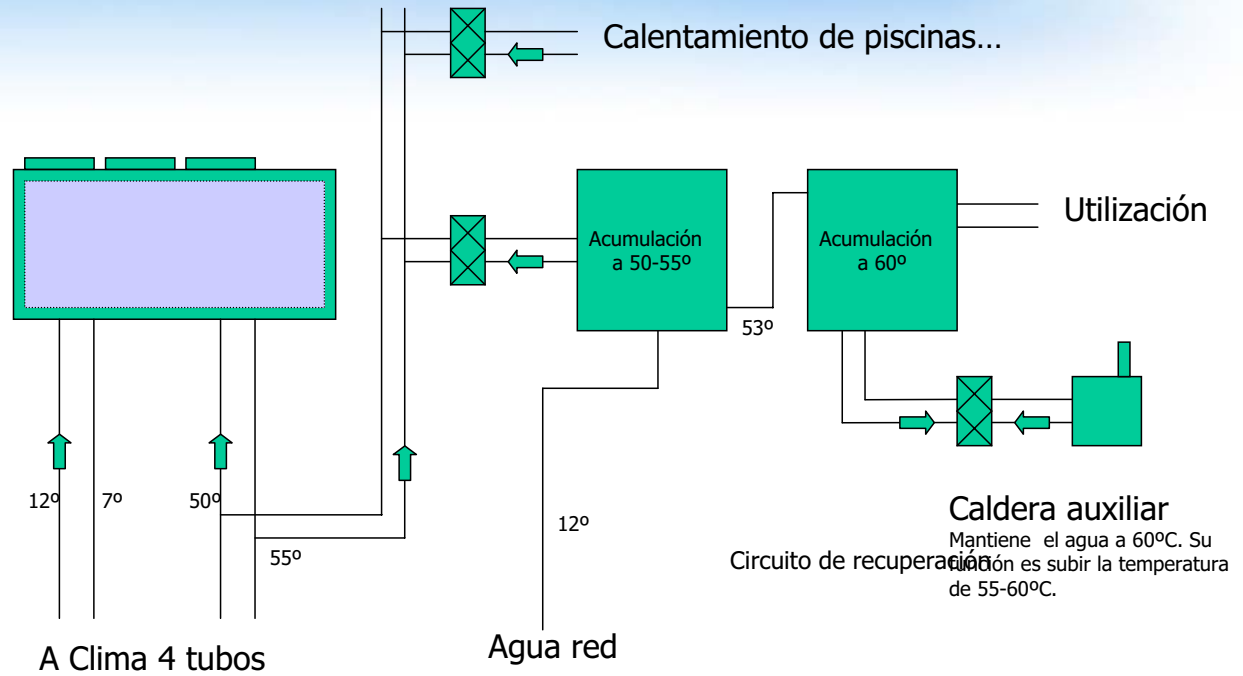 Calentamiento de piscinas...
Utilización
Acumulación
a 50-55º
Acumulación
a 60º
53º
12º
7º
50º
55º
12º
Caldera auxiliar
Mantiene el agua a 60ºC. Su
función es subir la temperatura
de 55-60ºC.
Circuito de recuperación
Agua red
A Clima 4 tubos